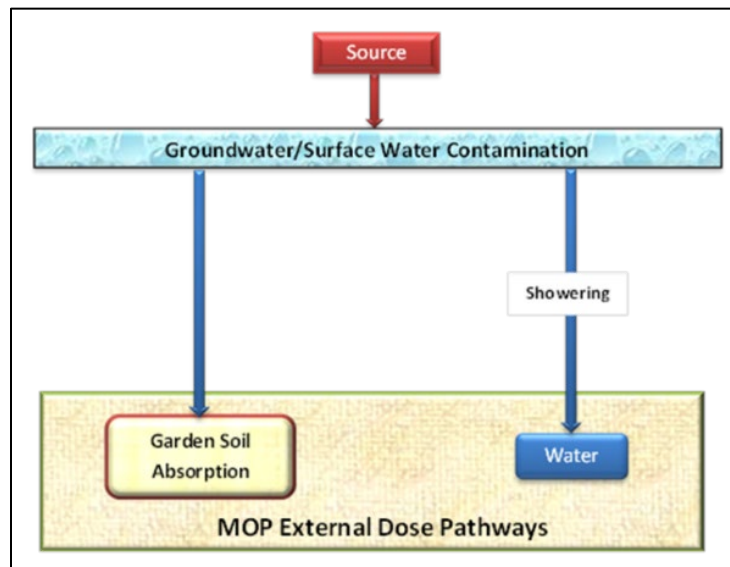 Source
Groundwater/Surface Water Contamination
Showering
Garden Soil
Absorption
Water
MOP External Dose Pathways